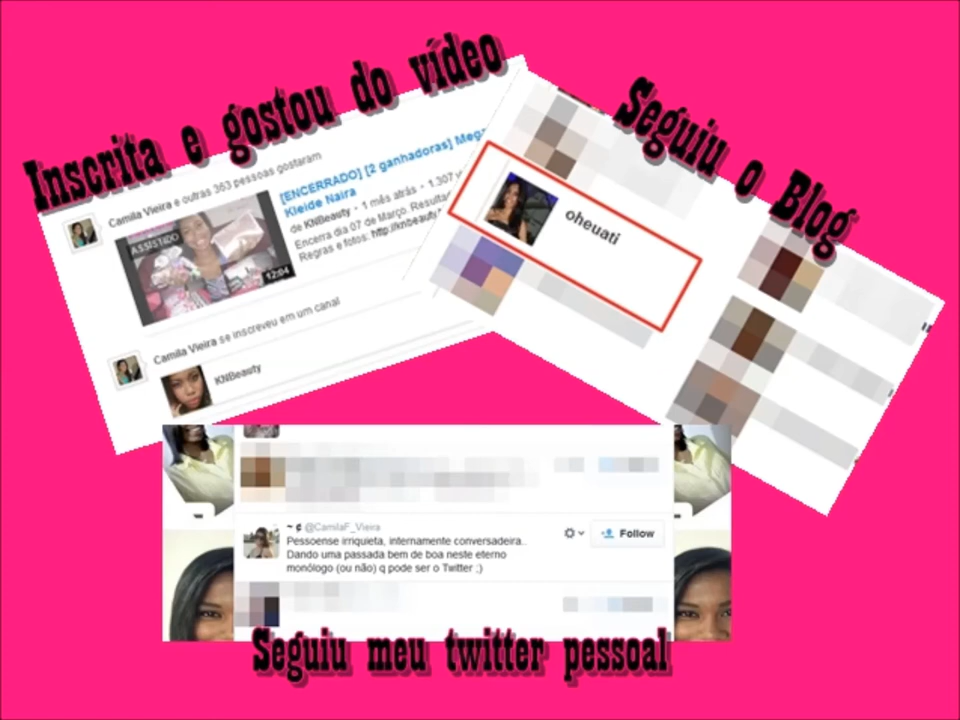 Inscrita e gostou do vídeo
Camila Vieira e outras 363 pessoas gostaram
[ENCERRADO] [2 ganhadoras] Mega
Kleide Naira
de KNBeauty • 1 mês atrás • 1.307
Encerra dia 07 de Março. Resultad
Regras e fotos: http://knbeauty.
ASSISTIDO
12:04
Camila Vieira se inscreveu em um canal
KNBeauty
Seguiu o Blog
oheuati
~ ¢ @CamilaF_Vieira
Pessoense irriquieta, internamente conversadeira..
Dando uma passada bem de boa neste eterno
monólogo (ou não) q pode ser o Twitter ;)
Follow
Seguiu meu twitter pessoal